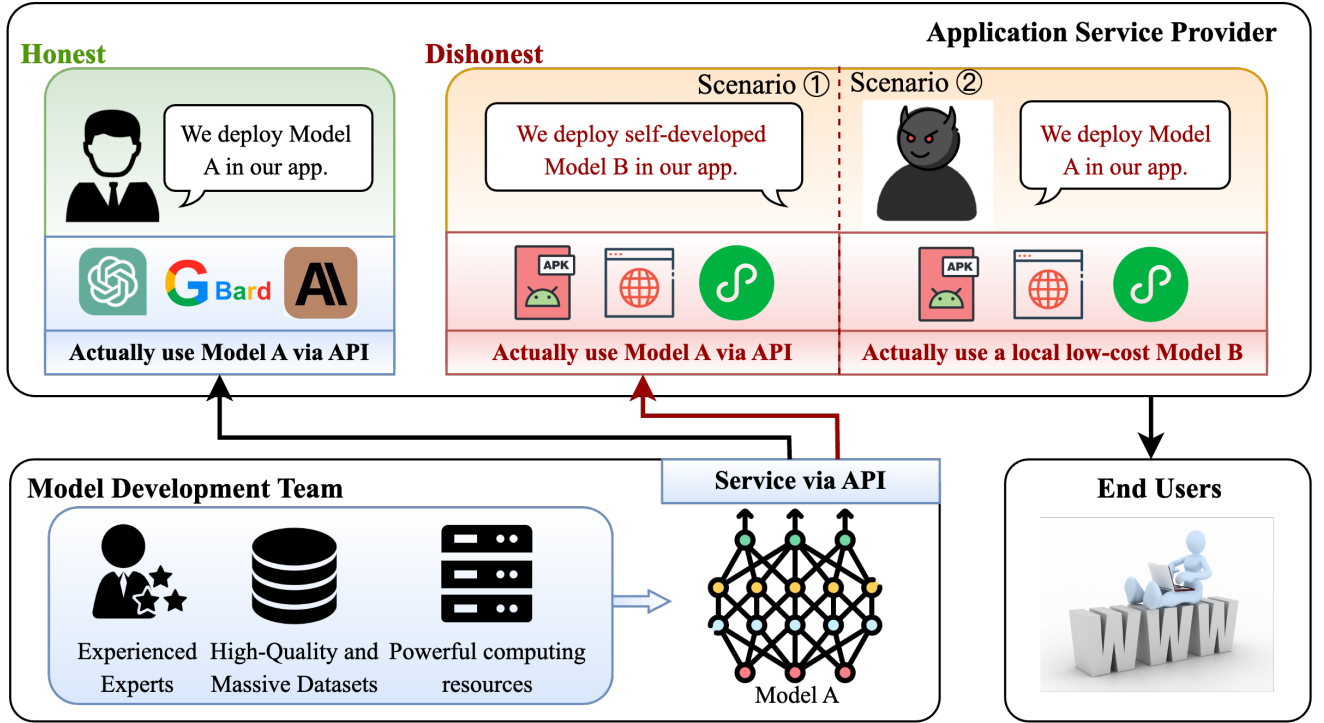 Application Service Provider
Honest
We deploy Model
A in our app.
Bard
Actually use Model A via API
Dishonest
Scenario ①
We deploy self-developed
Model B in our app.
APK
Actually use Model A via API
Scenario ②
We deploy Model
A in our app.
APK
Actually use a local low-cost Model B
Model Development Team
Experienced
Experts
High-Quality and
Massive Datasets
Powerful computing
resources
Service via API
Model A
End Users
WWW